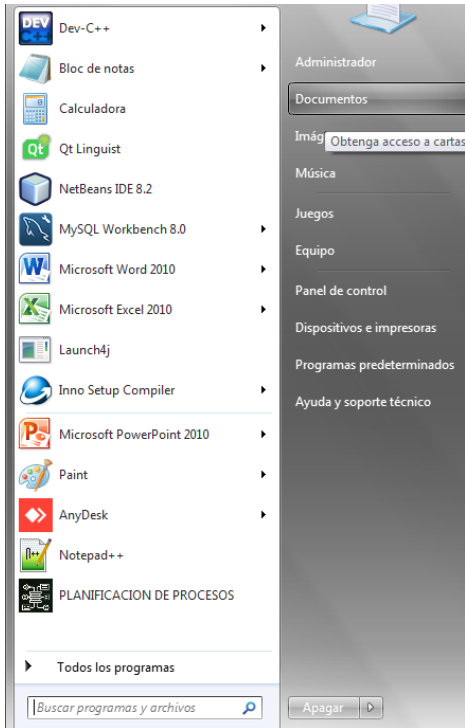 DEV
C++
Dev-C++
Bloc de notas
Calculadora
Qt
Qt Linguist
NetBeans IDE 8.2
MySQL Workbench 8.0
Microsoft Word 2010
Microsoft Excel 2010
Launch4j
Inno Setup Compiler
Microsoft PowerPoint 2010
Paint
AnyDesk
Notepad++
PLANIFICACION DE PROCESOS
Todos los programas
Buscar programas y archivos
Administrador
Documentos
Imág
Obtenga acceso a cartas
Música
Juegos
Equipo
Panel de control
Dispositivos e impresoras
Programas predeterminados
Ayuda y soporte técnico
Apagar